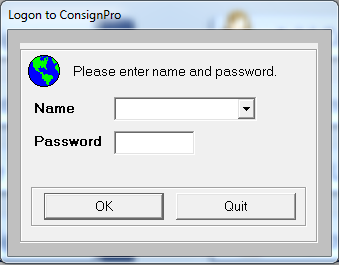 Logon to ConsignPro
Please enter name and password.
Name
Password
OK
Quit